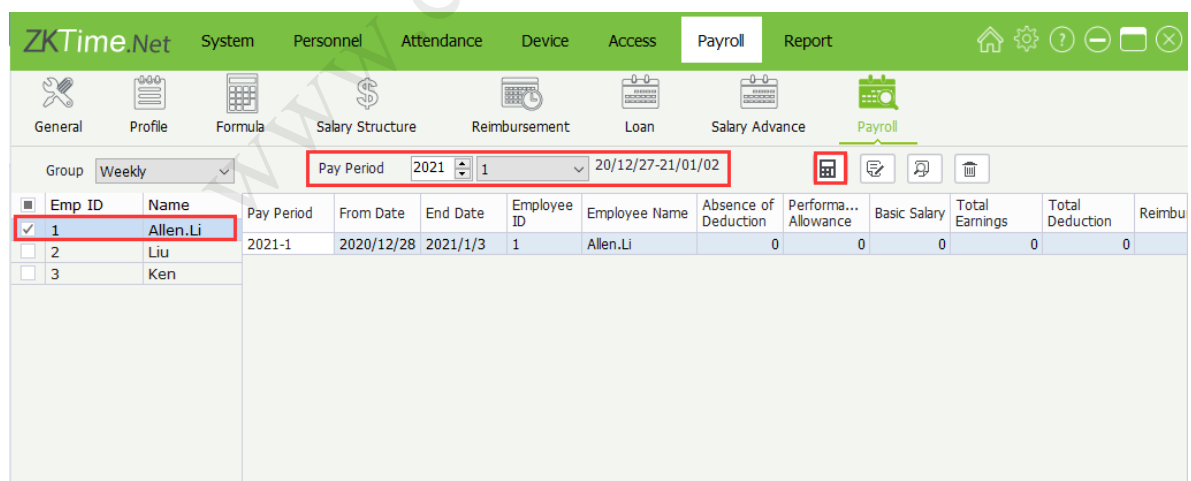 ZKTime.Net System Personnel Attendance Device Access Payroll Report
General Profile Formula Salary Structure Reimbursement Loan Salary Advance Payroll
Group Weekly Pay Period 2021 1 20/12/27-21/01/02
Emp ID Name Pay Period From Date End Date Employee ID Employee Name Absence of Deduction Performa... Allowance Basic Salary Total Earnings Total Deduction Reimbu
1 Allen.Li
2021-1 2020/12/28 2021/1/3 1 Allen.Li 0 0 0 0 0
2 Liu
3 Ken
www.